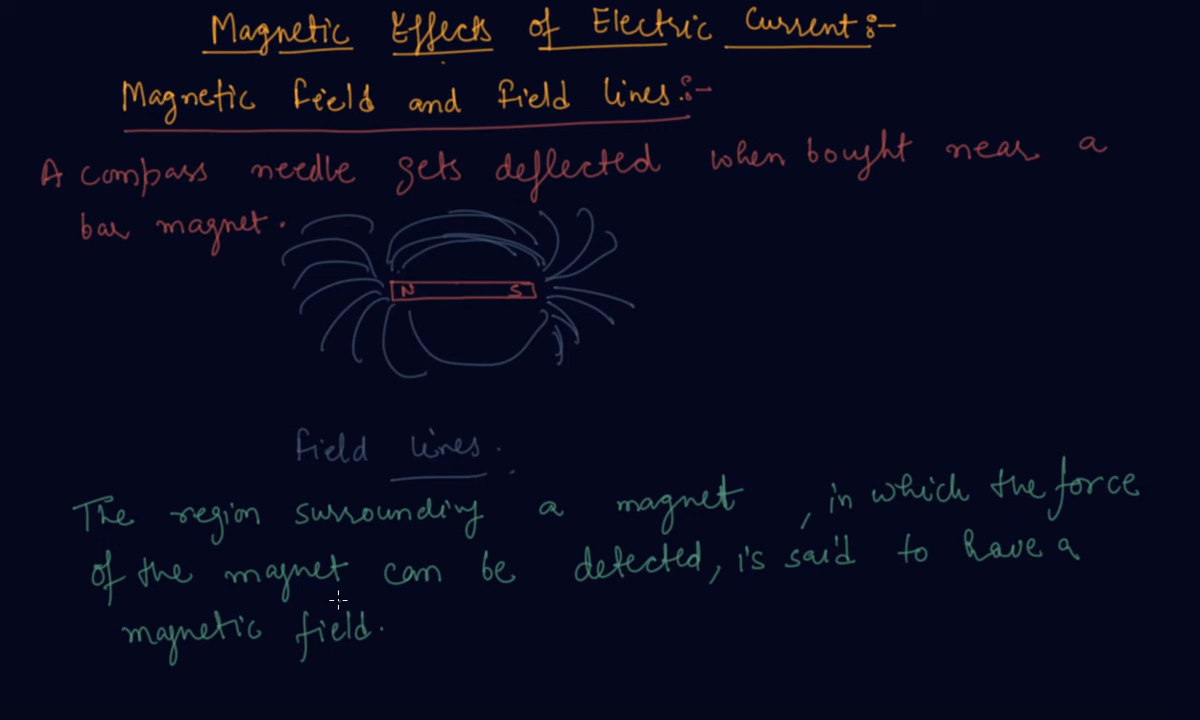 Magnetic Effects of Electric Current:-
Magnetic field and field lines:-
A compass needle gets deflected when bought near a
bar magnet.
N S
field lines.
The region surrounding a magnet, in which the force
of the magnet can be detected, is said to have a
magnetic field.